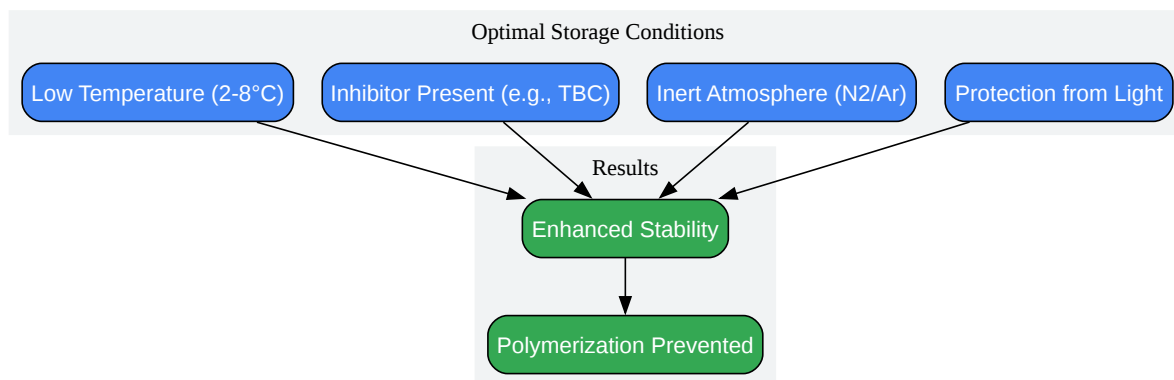 Optimal Storage Conditions
Low Temperature (2-8°C)
Inhibitor Present (e.g., TBC)
Inert Atmosphere (N2/Ar)
Protection from Light
Results
Enhanced Stability
Polymerization Prevented